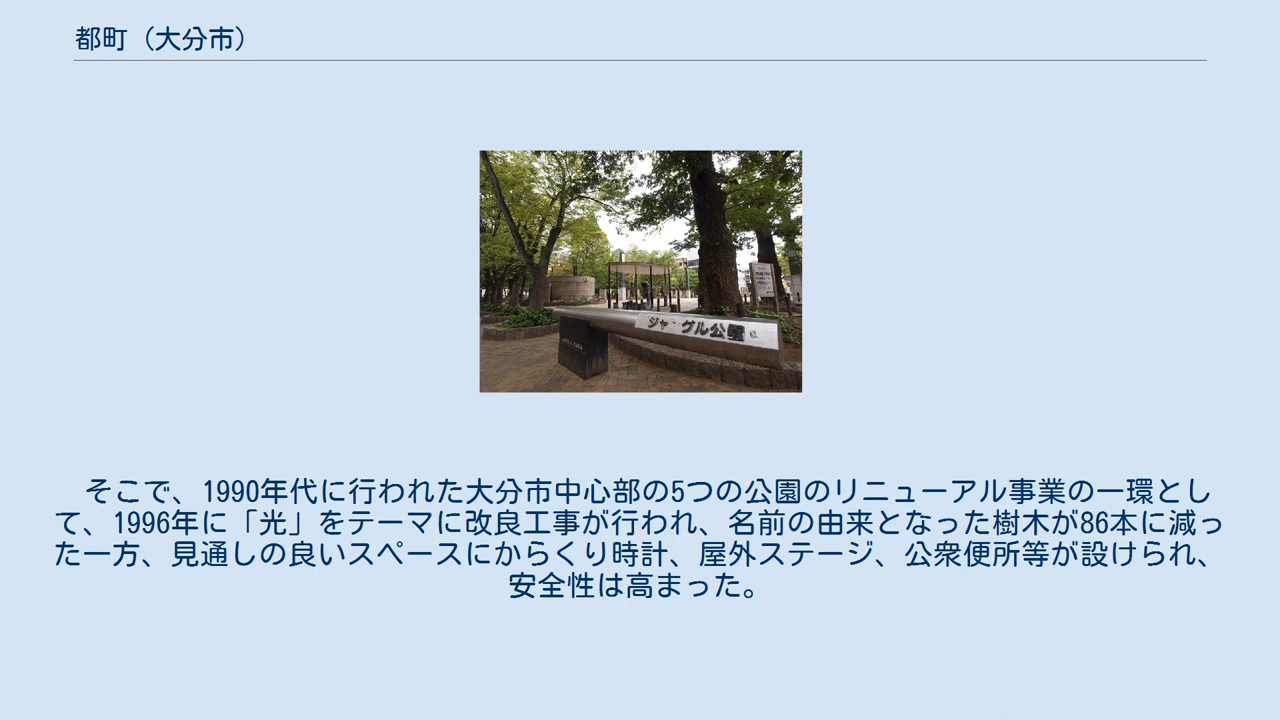 都町（大分市）
ジャ グル公園
そこで、1990年代に行われた大分市中心部の5つの公園のリニューアル事業の一環とし
て、1996年に「光」をテーマに改良工事が行われ、名前の由来となった樹木が86本に減っ
た一方、見通しの良いスペースにからくり時計、屋外ステージ、公衆便所等が設けられ、
安全性は高まった。